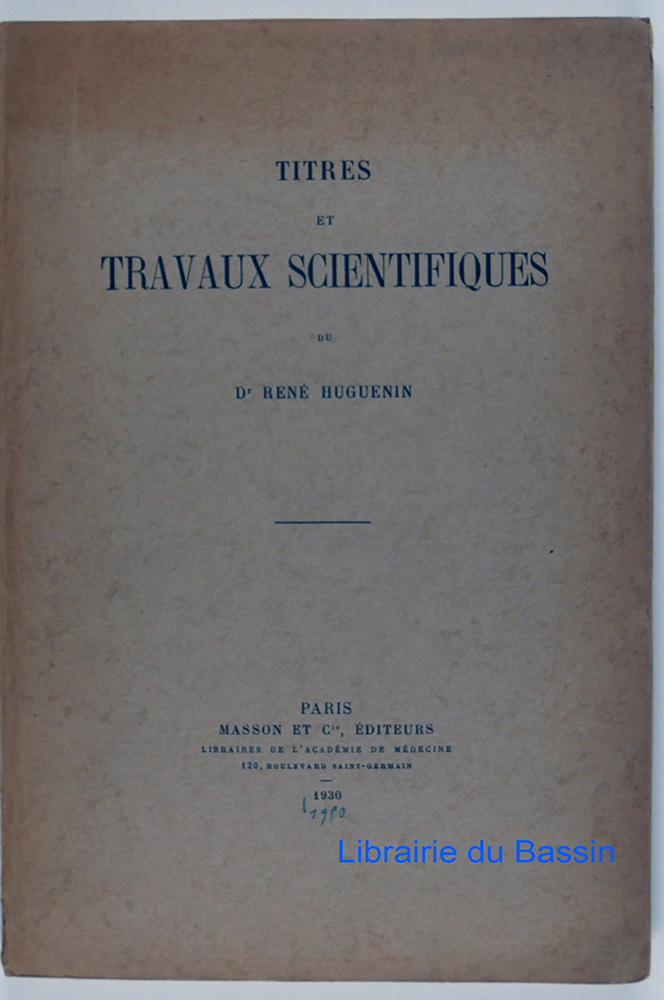 TITRES
ET
TRAVAUX SCIENTIFIQUES
DU
Dr RENÉ HUGUENIN
PARIS
MASSON ET Cie, ÉDITEURS
LIBRAIRES DE L'ACADÉMIE DE MÉDECINE
120, BOULEVARD SAINT-GERMAIN
1930
Librairie du Bassin